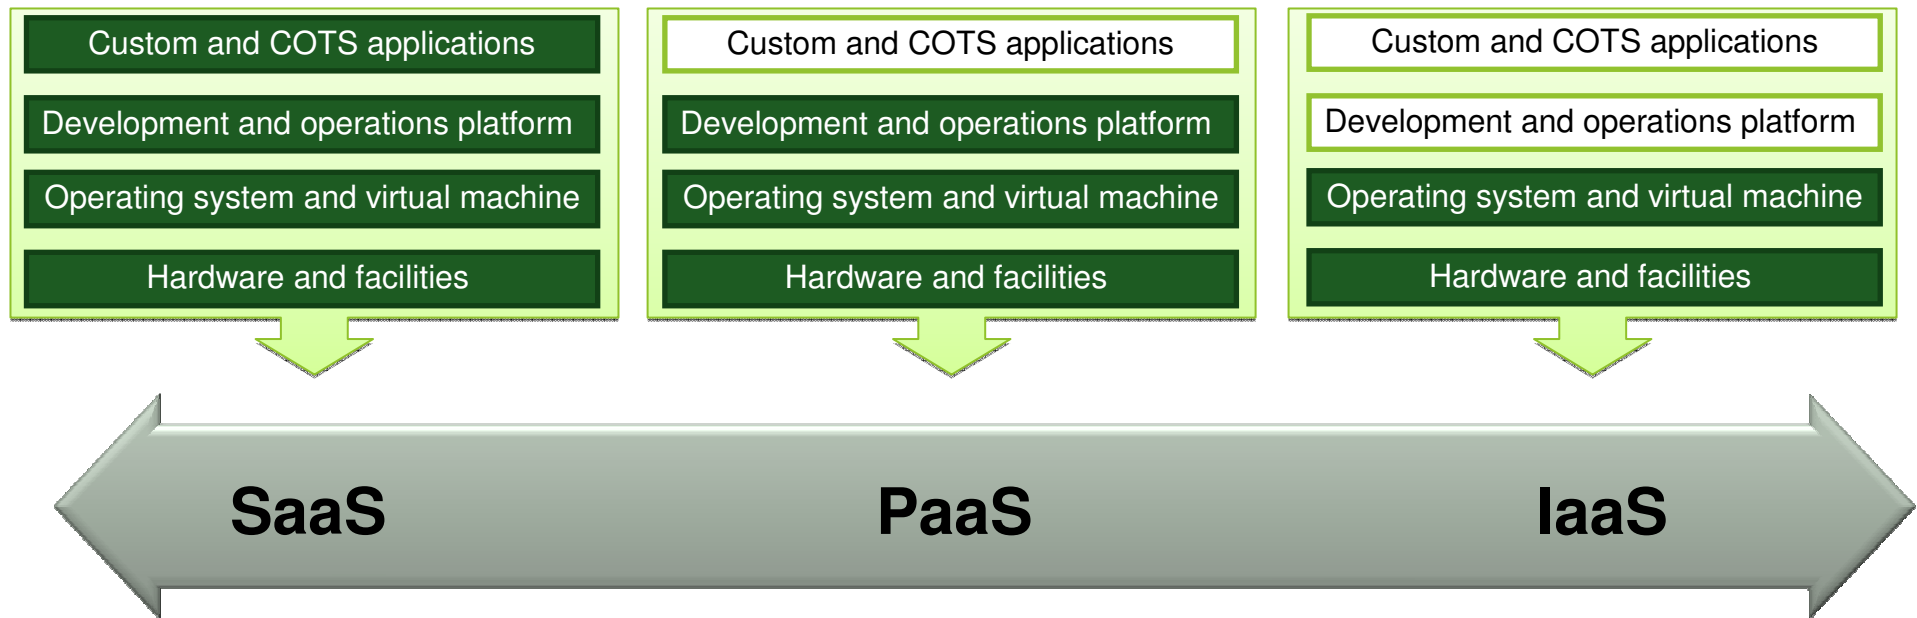 Custom and COTS applications
Development and operations platform
Operating system and virtual machine
Hardware and facilities
Custom and COTS applications
Development and operations platform
Operating system and virtual machine
Hardware and facilities
Custom and COTS applications
Development and operations platform
Operating system and virtual machine
Hardware and facilities
SaaS
PaaS
IaaS